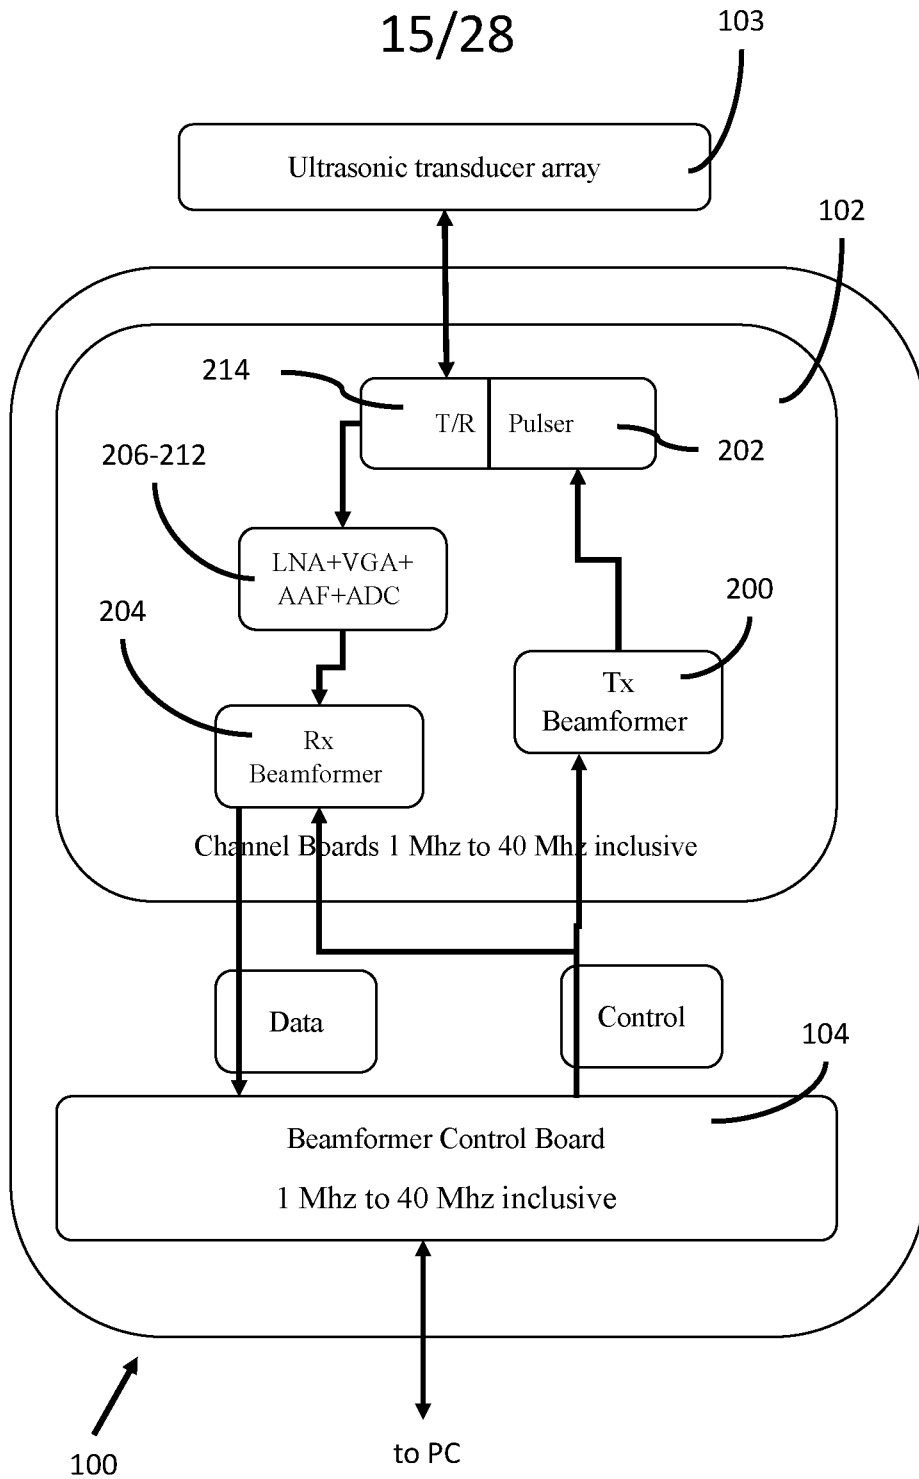 15/28
103
Ultrasonic transducer array
102
214
T/R
Pulser
202
206-212
LNA+VGA+
AAF+ADC
204
200
Tx
Beamformer
Rx
Beamformer
Channel Boards 1 Mhz to 40 Mhz inclusive
Data
Control
104
Beamformer Control Board
1 Mhz to 40 Mhz inclusive
100
to PC